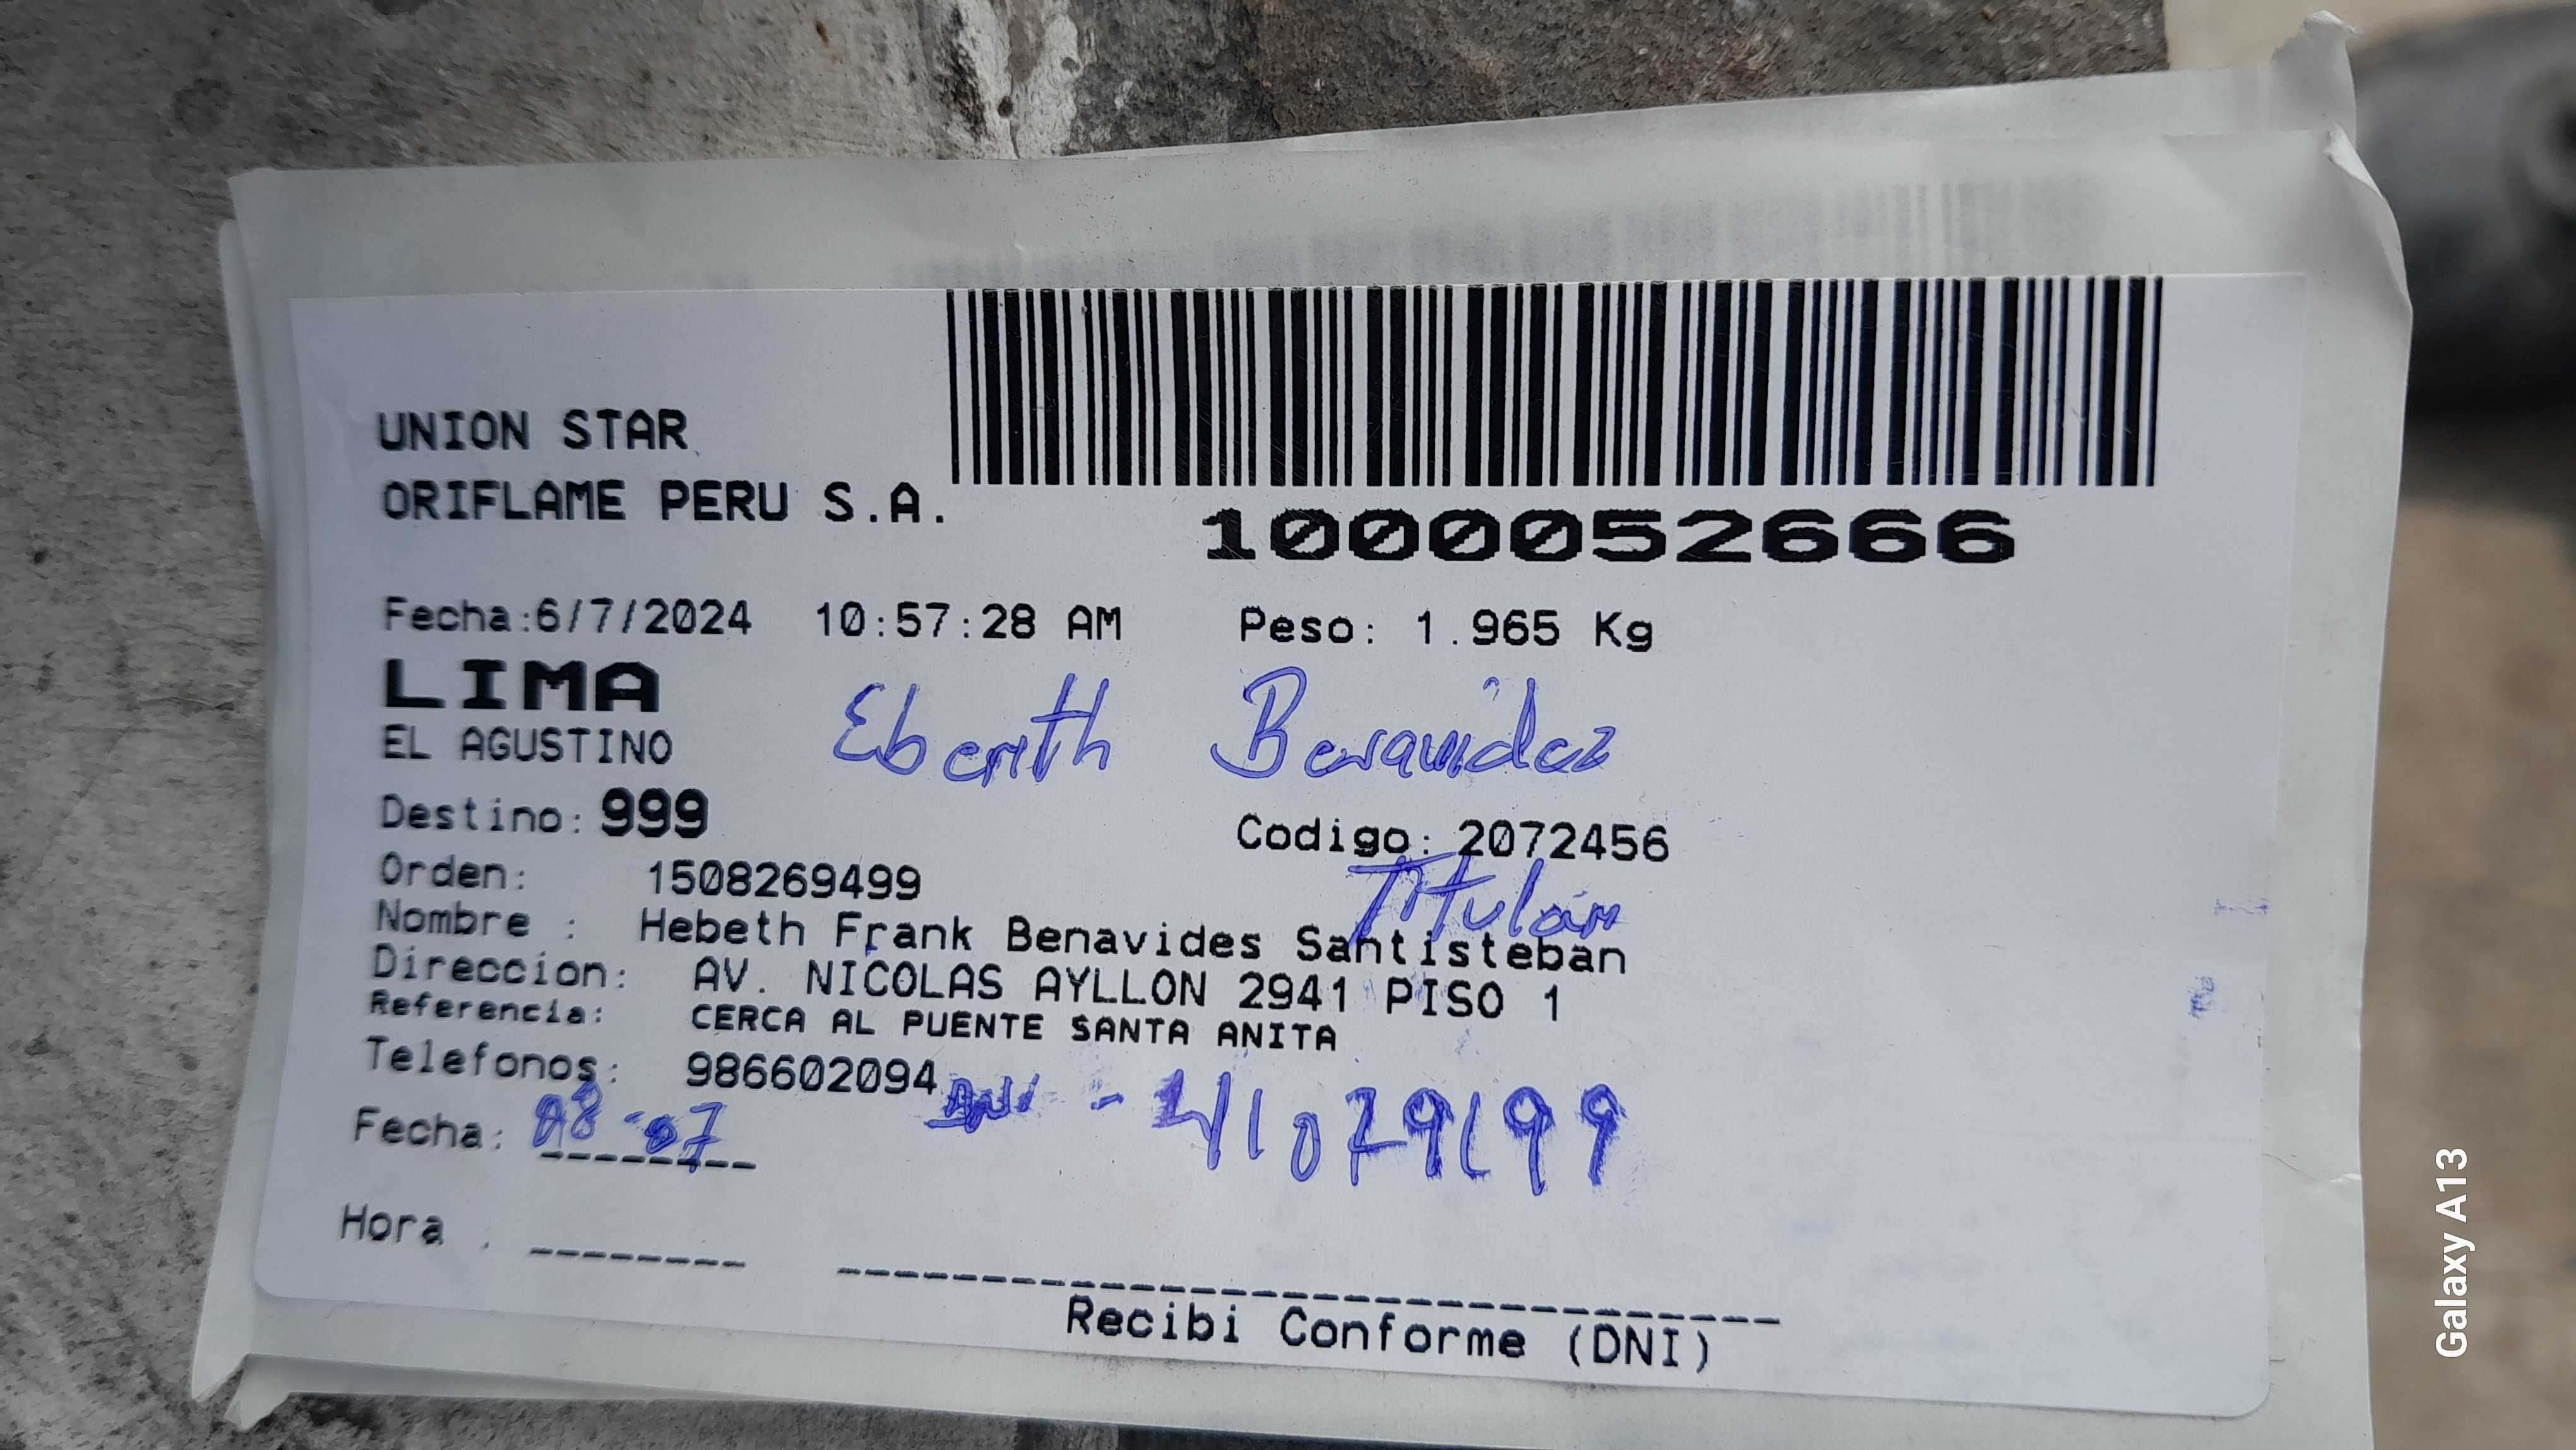 UNION STAR
ORIFLAME PERU S.A.
1000052666
Fecha:6/7/2024 10:57:28 AM Peso: 1.965 Kg
LIMA
EL AGUSTINO
Eberith Benavidez
Destino: 999
Codigo: 2072456
Orden: 1508269499
Titular
Nombre : Hebeth Frank Benavides Santisteban
Direccion: AV. NICOLAS AYLLON 2941 PISO 1
Referencia: CERCA AL PUENTE SANTA ANITA
Telefonos: 986602094
DNI - 41079199
Fecha: 08-07
Hora :
Recibi Conforme (DNI)
Galaxy A13